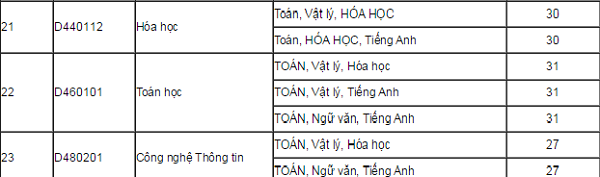 21 D440112 Hóa học Toán, Vật lý, HÓA HỌC 30
Toán, HÓA HỌC, Tiếng Anh 30
22 D460101 Toán học TOÁN, Vật lý, Hóa học 31
TOÁN, Vật lý, Tiếng Anh 31
TOÁN, Ngữ văn, Tiếng Anh 31
23 D480201 Công nghệ Thông tin TOÁN, Vật lý, Hóa học 27
TOÁN, Ngữ văn, Tiếng Anh 27